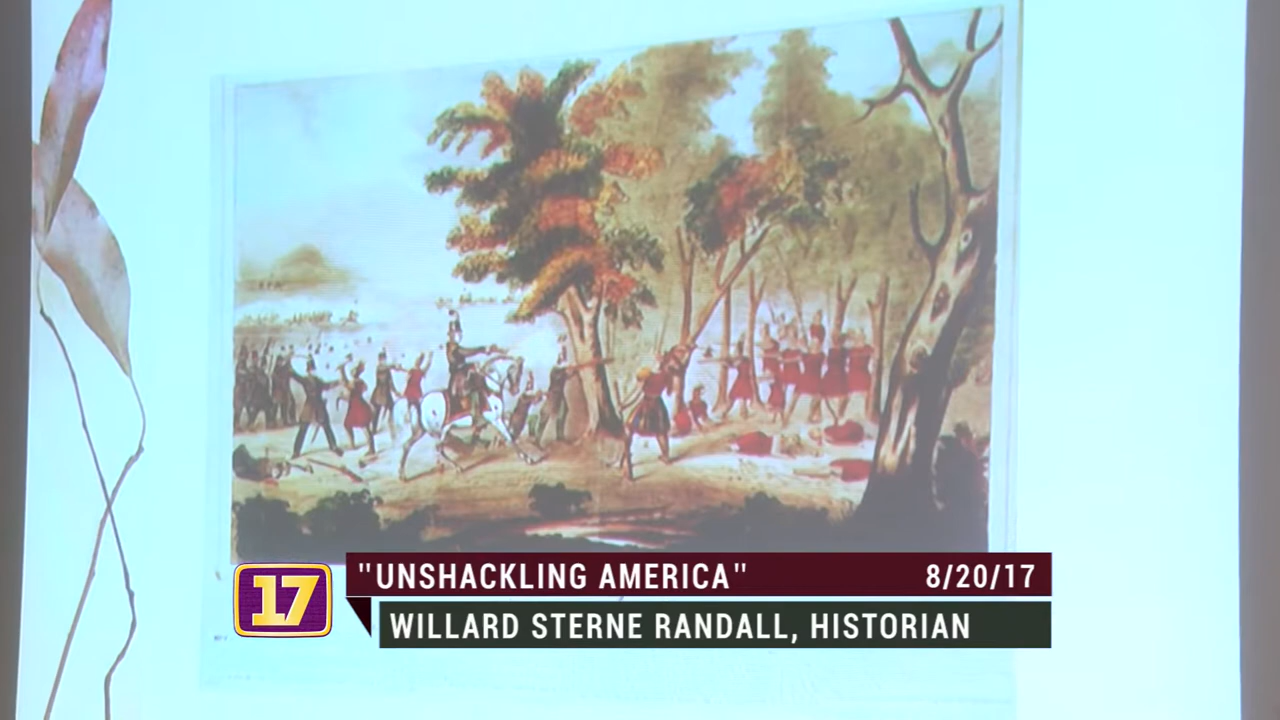 "UNSHACKLING AMERICA" 8/20/17
17
WILLARD STERNE RANDALL, HISTORIAN